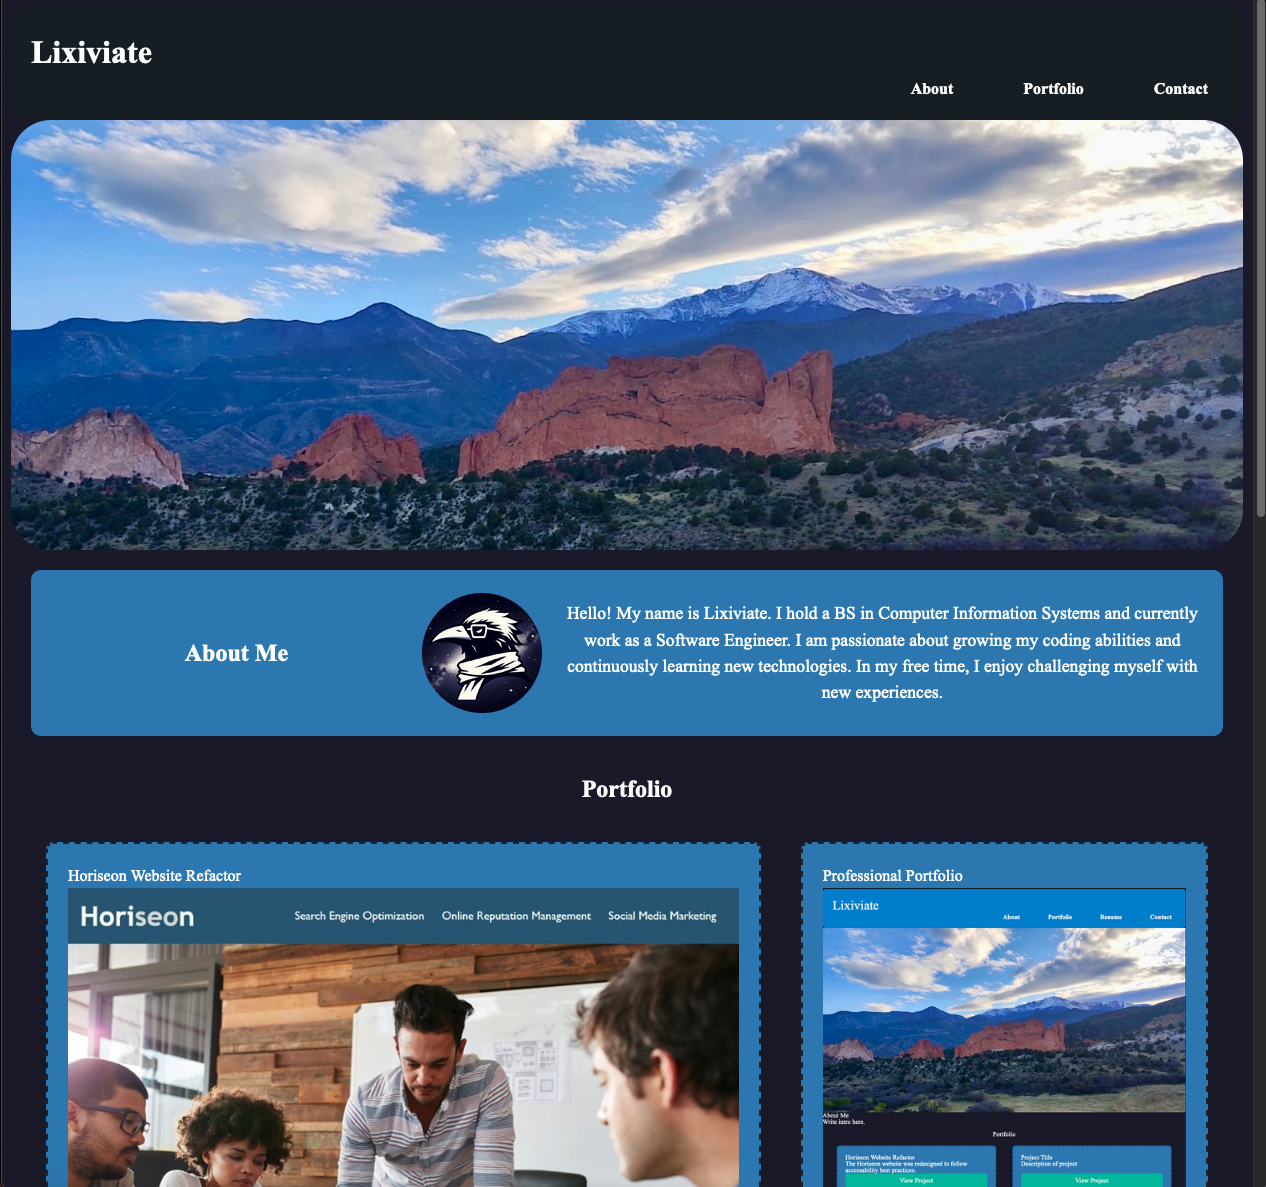 Lixiviate
About Portfolio Contact
About Me
Hello! My name is Lixiviate. I hold a BS in Computer Information Systems and currently
work as a Software Engineer. I am passionate about growing my coding abilities and
continuously learning new technologies. In my free time, I enjoy challenging myself with
new experiences.
Portfolio
Horiseon Website Refactor
Horiseon
Search Engine Optimization Online Reputation Management Social Media Marketing
Professional Portfolio
Lixiviate
About Portfolio Resume Contact
About Me
Write intro here.
Portfolio
Horiseon Website Refactor
The Horiseon website was redesigned to follow
accessability best practices.
View Project
Project Title
Description of project
View Project